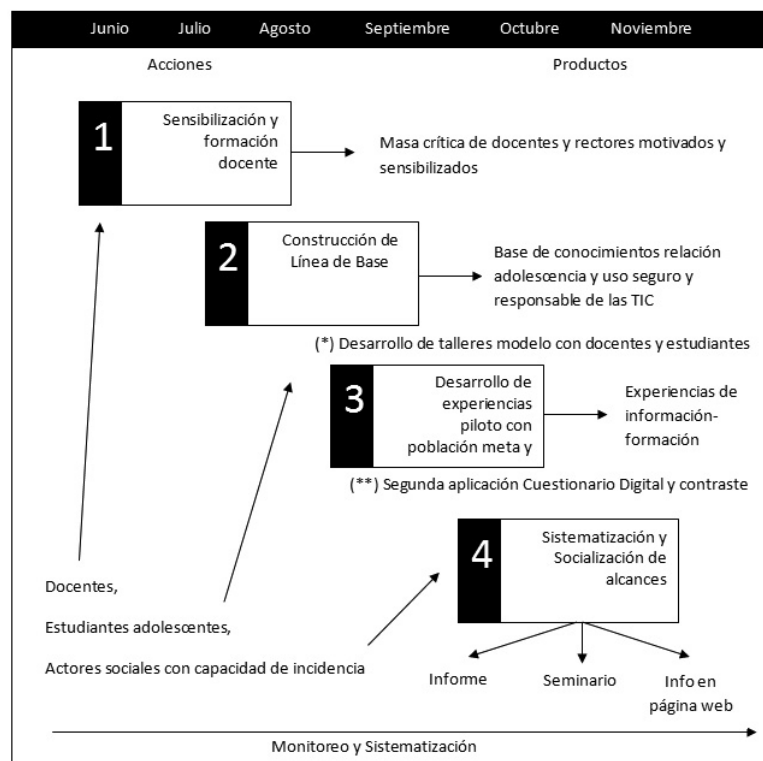 Junio Julio Agosto Septiembre Octubre Noviembre
Acciones Productos
1
Sensibilización y
formación
docente
Masa crítica de docentes y rectores motivados y
sensibilizados
2
Construcción de
Línea de Base
Base de conocimientos relación
adolescencia y uso seguro y
responsable de las TIC
(*) Desarrollo de talleres modelo con docentes y estudiantes
3
Desarrollo de
experiencias
piloto con
población meta y
Experiencias de
información-
formación
(**) Segunda aplicación Cuestionario Digital y contraste
4
Sistematización y
Socialización de
alcances
Docentes,
Estudiantes adolescentes,
Actores sociales con capacidad de incidencia
Informe
Seminario
Info en
página web
Monitoreo y Sistematización